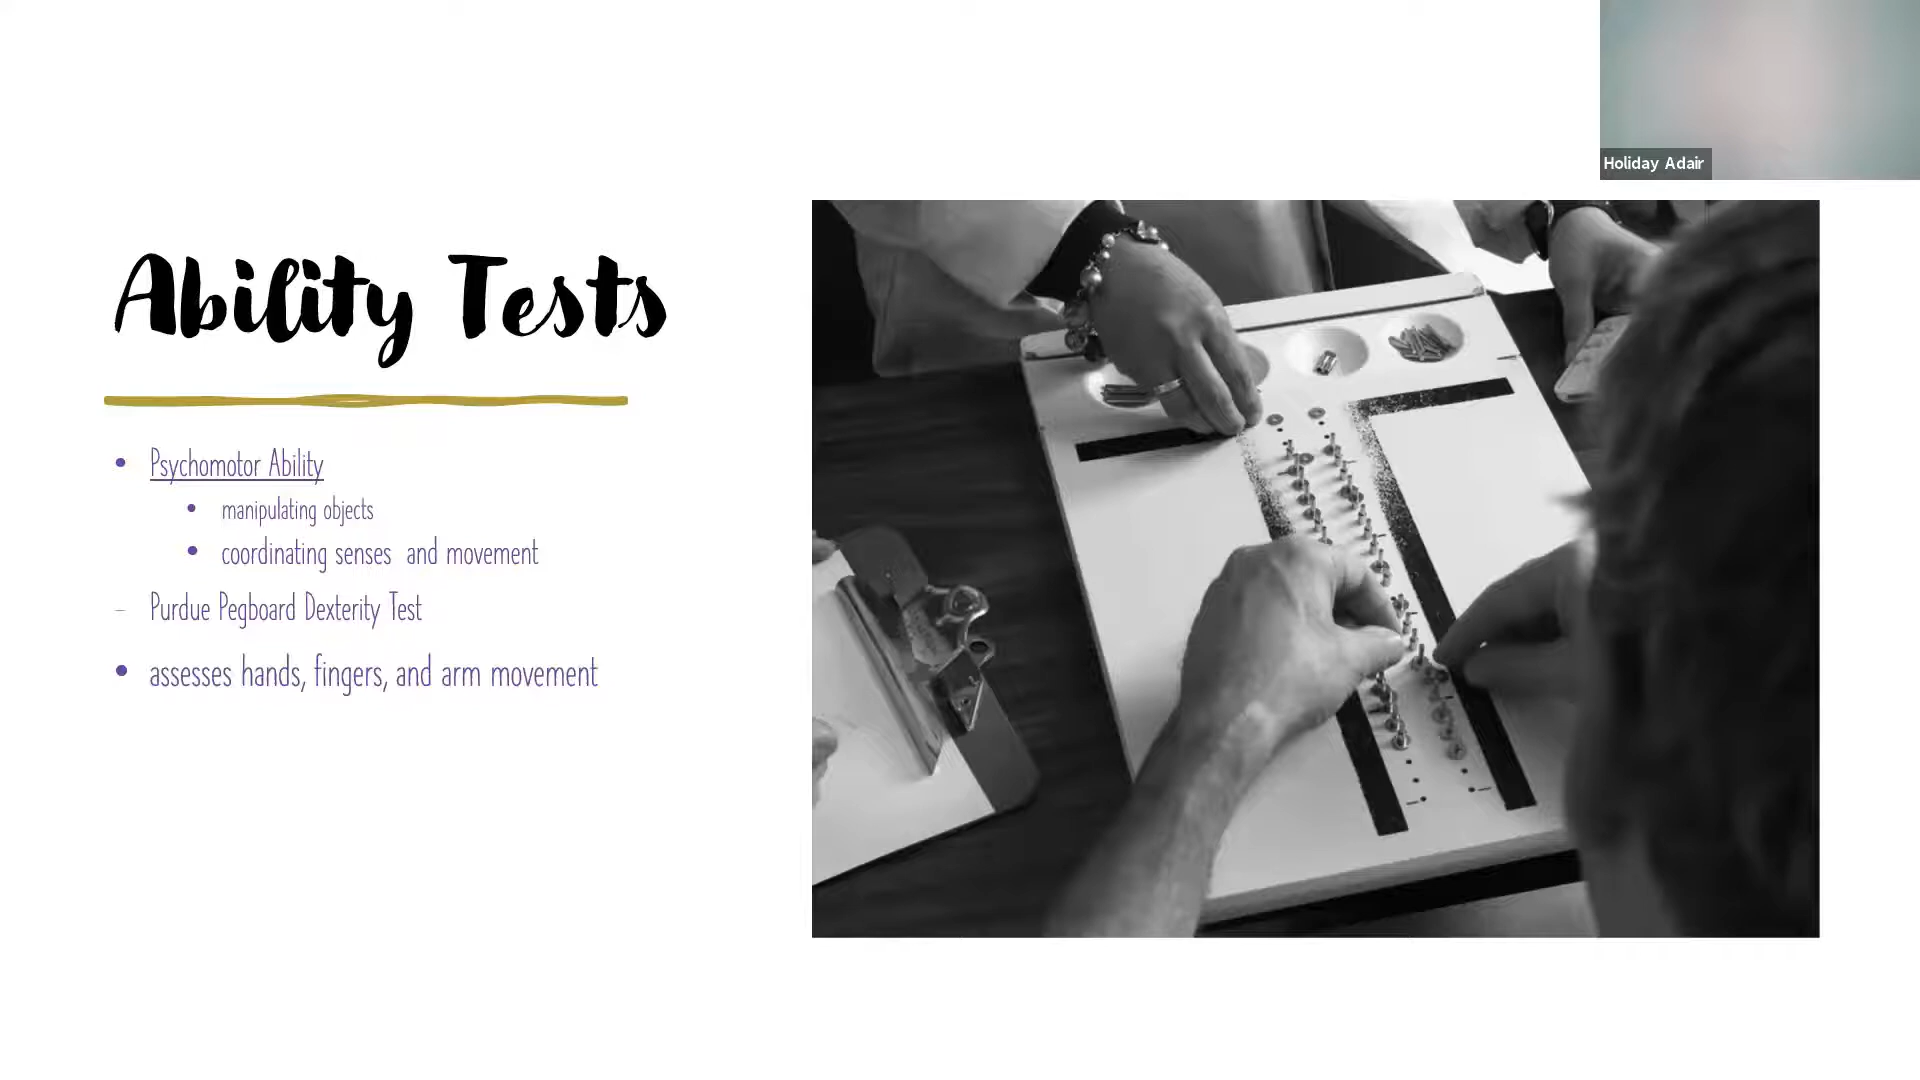 Holiday Adair
Ability Tests
• Psychomotor Ability
• manipulating objects
• coordinating senses and movement
- Purdue Pegboard Dexterity Test
• assesses hands, fingers, and arm movement